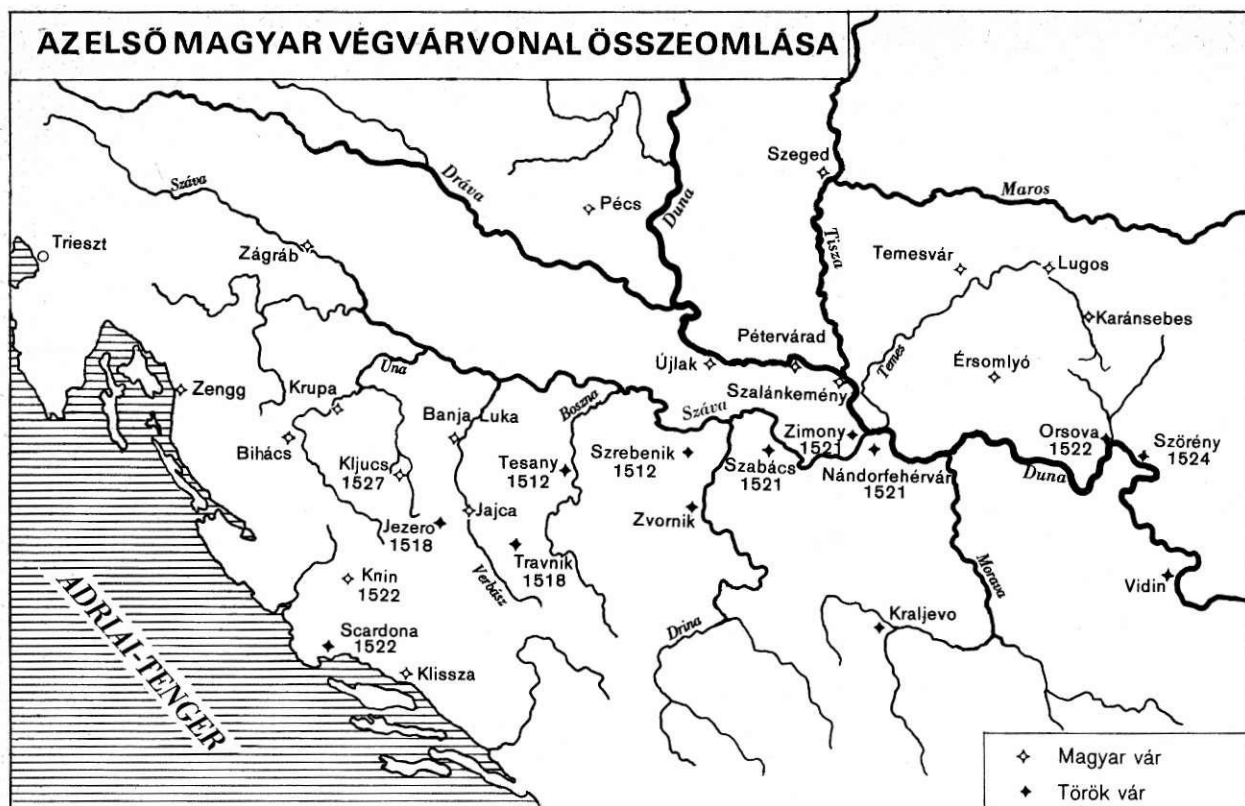 AZ ELSŐ MAGYAR VÉGVÁRVONAL ÖSSZEOMLÁSA
Szeged
Dráva
Duna
Száva
Pécs
Maros
Tisza
Trieszt
Zágráb
Temesvár
Lugos
Karánsebes
Pétervárad
Temes
Újlak
Érsomlyó
Una
Szalánkemény
Zengg
Krupa
Boszna
Banja Luka
Száva
Zimony
1521
Orsova
1522
Szörény
1524
Bihács
Kljucs
1527
Tesany
1512
Szrebenik
1512
Szabács
1521
Nándorfehérvár
1521
Duna
Jajca
Zvornik
Jezero
1518
Travnik
1518
Verbász
Morava
Vidin
Knin
1522
Kraljevo
Drina
Scardona
1522
Klissza
ADRIAI-TENGER
Magyar vár
Török vár